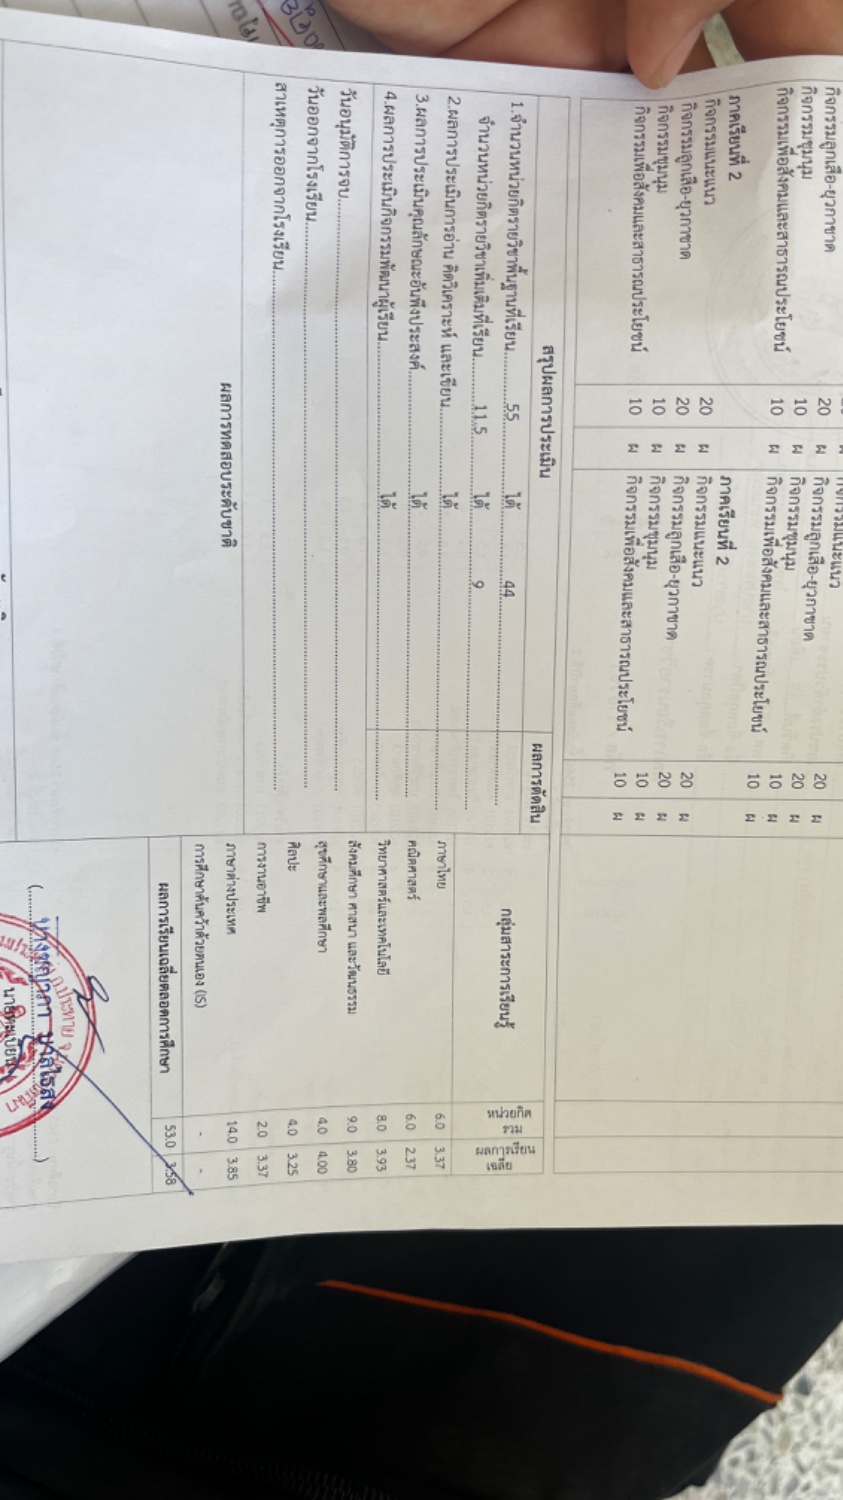 กิจกรรมลูกเสือ-ยุวกาชาด 20 ผ
กิจกรรมชุมนุม 10 ผ
กิจกรรมเพื่อสังคมและสาธารณประโยชน์ 10 ผ
ภาคเรียนที่ 2
กิจกรรมแนะแนว 20 ผ
กิจกรรมลูกเสือ-ยุวกาชาด 20 ผ
กิจกรรมชุมนุม 10 ผ
กิจกรรมเพื่อสังคมและสาธารณประโยชน์ 10 ผ
กิจกรรมแนะแนว 20 ผ
กิจกรรมลูกเสือ-ยุวกาชาด 20 ผ
กิจกรรมชุมนุม 10 ผ
กิจกรรมเพื่อสังคมและสาธารณประโยชน์ 10 ผ
ภาคเรียนที่ 2
กิจกรรมแนะแนว 20 ผ
กิจกรรมลูกเสือ-ยุวกาชาด 20 ผ
กิจกรรมชุมนุม 10 ผ
กิจกรรมเพื่อสังคมและสาธารณประโยชน์ 10 ผ
สรุปผลการประเมิน ผลการตัดสิน
1.จำนวนหน่วยกิตรายวิชาพื้นฐานที่เรียน 55 ได้ 44
จำนวนหน่วยกิตรายวิชาเพิ่มเติมที่เรียน 11.5 ได้ 9
2.ผลการประเมินการอ่าน คิดวิเคราะห์ และเขียน ได้
3.ผลการประเมินคุณลักษณะอันพึงประสงค์ ได้
4.ผลการประเมินกิจกรรมพัฒนาผู้เรียน ได้
วันอนุมัติการจบ
วันออกจากโรงเรียน
สาเหตุการออกจากโรงเรียน
ผลการทดสอบระดับชาติ
กลุ่มสาระการเรียนรู้ หน่วยกิตรวม ผลการเรียนเฉลี่ย
ภาษาไทย 6.0 3.37
คณิตศาสตร์ 6.0 2.37
วิทยาศาสตร์และเทคโนโลยี 8.0 3.93
สังคมศึกษา ศาสนา และวัฒนธรรม 9.0 3.80
สุขศึกษาและพลศึกษา 4.0 4.00
ศิลปะ 4.0 3.25
การงานอาชีพ 2.0 3.37
ภาษาต่างประเทศ 14.0 3.85
การศึกษาค้นคว้าด้วยตนเอง (IS) - -
ผลการเรียนเฉลี่ยตลอดการศึกษา 53.0 3.58
นายทะเบียน